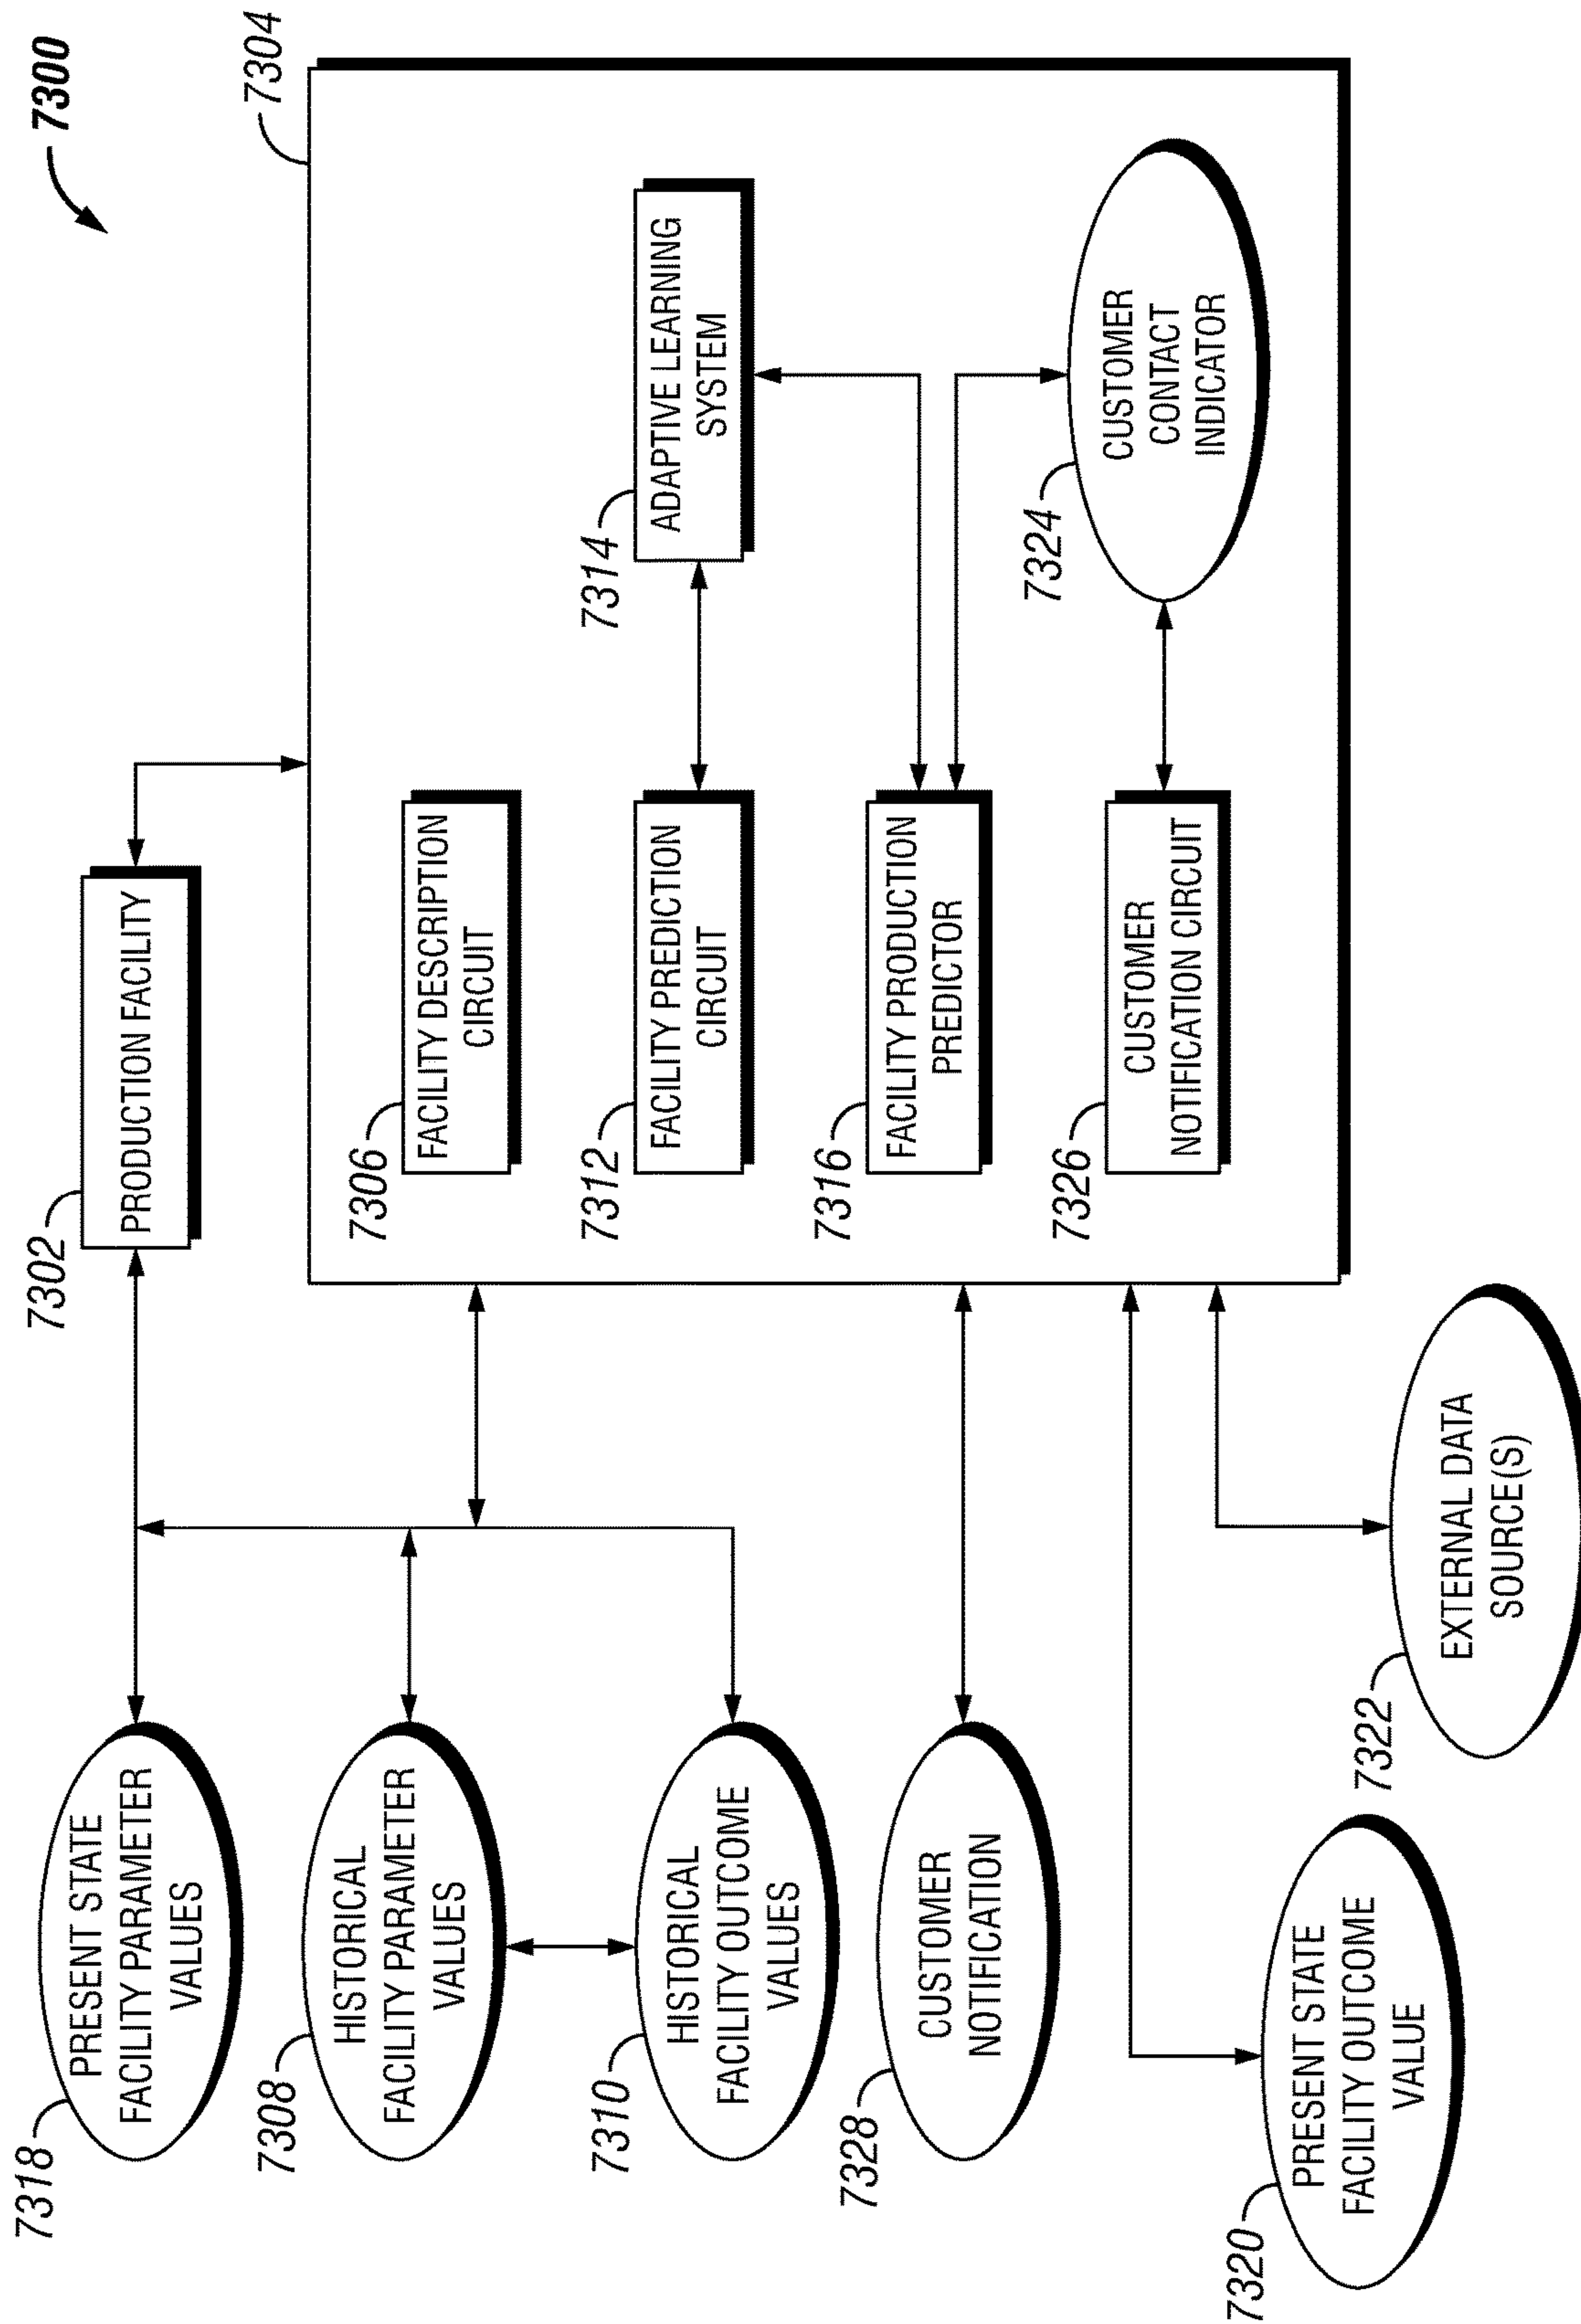 7300
7302
PRODUCTION FACILITY
7304
7318
PRESENT STATE
FACILITY PARAMETER
VALUES
7308
HISTORICAL
FACILITY PARAMETER
VALUES
7310
HISTORICAL
FACILITY OUTCOME
VALUES
7328
CUSTOMER
NOTIFICATION
7320
PRESENT STATE
FACILITY OUTCOME
VALUE
7322
EXTERNAL DATA
SOURCE(S)
7306
FACILITY DESCRIPTION
CIRCUIT
7312
FACILITY PREDICTION
CIRCUIT
7314
ADAPTIVE LEARNING
SYSTEM
7316
FACILITY PRODUCTION
PREDICTOR
7326
CUSTOMER
NOTIFICATION CIRCUIT
7324
CUSTOMER
CONTACT
INDICATOR